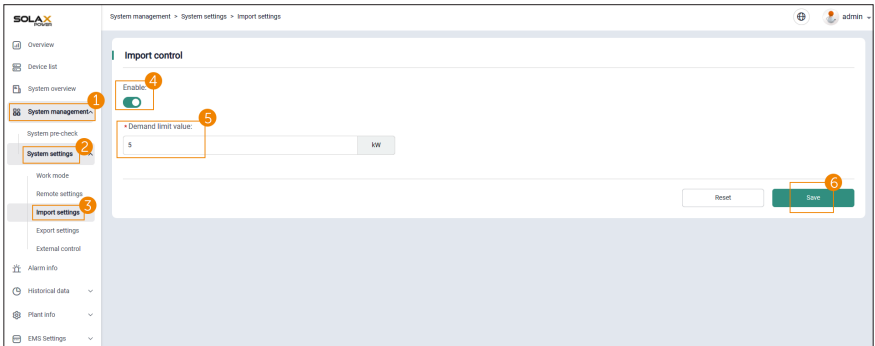 SOLAX
POWER
System management > System settings > Import settings
admin
Overview
Device list
System overview
1
System management
System pre-check
2
System settings
Work mode
Remote settings
3
Import settings
Export settings
External control
Alarm info
Historical data
Plant info
EMS Settings
Import control
4
Enable:
5
* Demand limit value:
5 kW
6
Reset Save